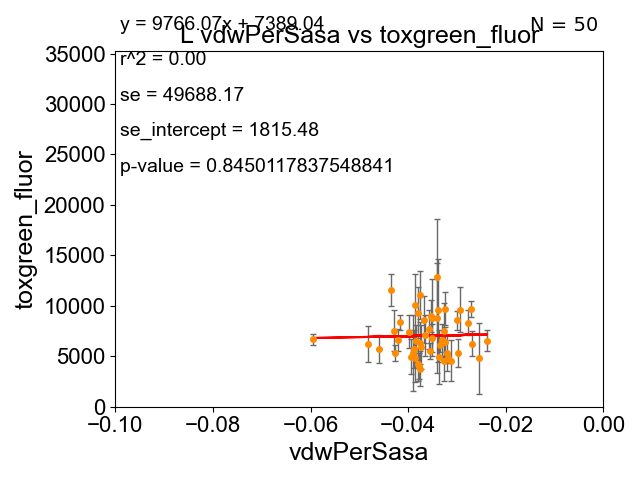 y = 9766.07x + 7389.04
N = 50
L vdwPerSasa vs toxgreen_fluor
r^2 = 0.00
se = 49688.17
se_intercept = 1815.48
p-value = 0.8450117837548841
toxgreen_fluor
35000
30000
25000
20000
15000
10000
5000
0
−0.10
−0.08
−0.06
−0.04
−0.02
0.00
vdwPerSasa